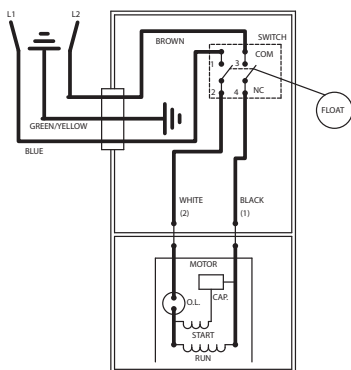 L1
L2
BROWN
SWITCH
COM
1
3
2
4
NC
FLOAT
GREEN/YELLOW
BLUE
WHITE
(2)
BLACK
(1)
MOTOR
CAP.
O.L.
START
RUN